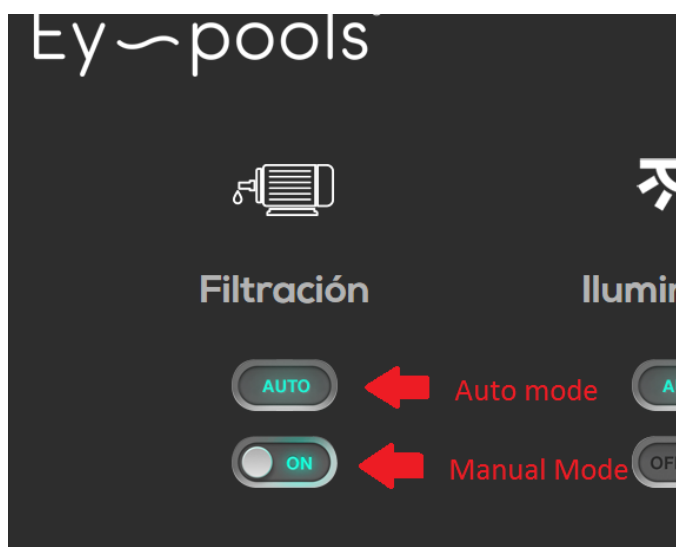 Ey~pools
Filtración
AUTO
Auto mode
ON
Manual Mode